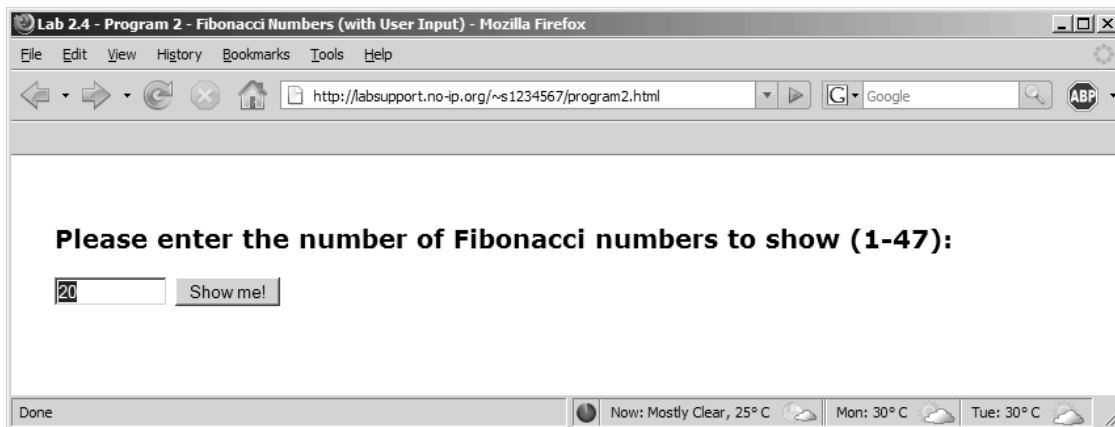 Lab 2.4 - Program 2 - Fibonacci Numbers (with User Input) - Mozilla Firefox
File Edit View History Bookmarks Tools Help
http://labsupport.no-ip.org/~s1234567/program2.html G Google ABP
Please enter the number of Fibonacci numbers to show (1-47):
20 Show me!
Done Now: Mostly Clear, 25° C Mon: 30° C Tue: 30° C